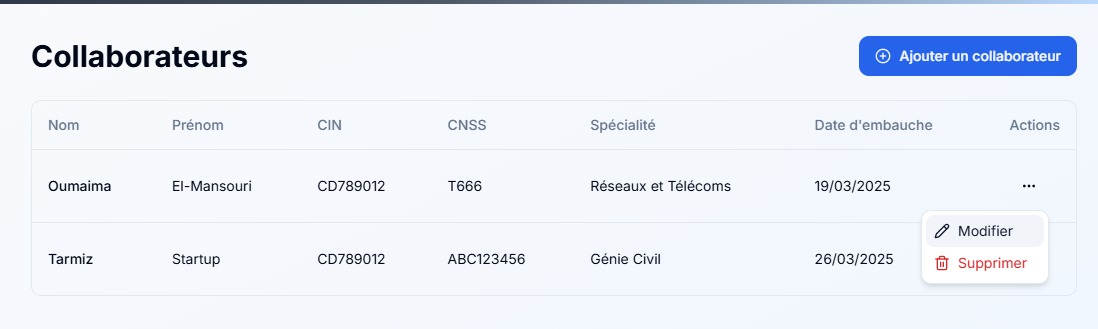 Collaborateurs
Ajouter un collaborateur
Nom Prénom CIN CNSS Spécialité Date d'embauche Actions
Oumaima El-Mansouri CD789012 T666 Réseaux et Télécoms 19/03/2025
Modifier
Tarmiz Startup CD789012 ABC123456 Génie Civil 26/03/2025
Supprimer